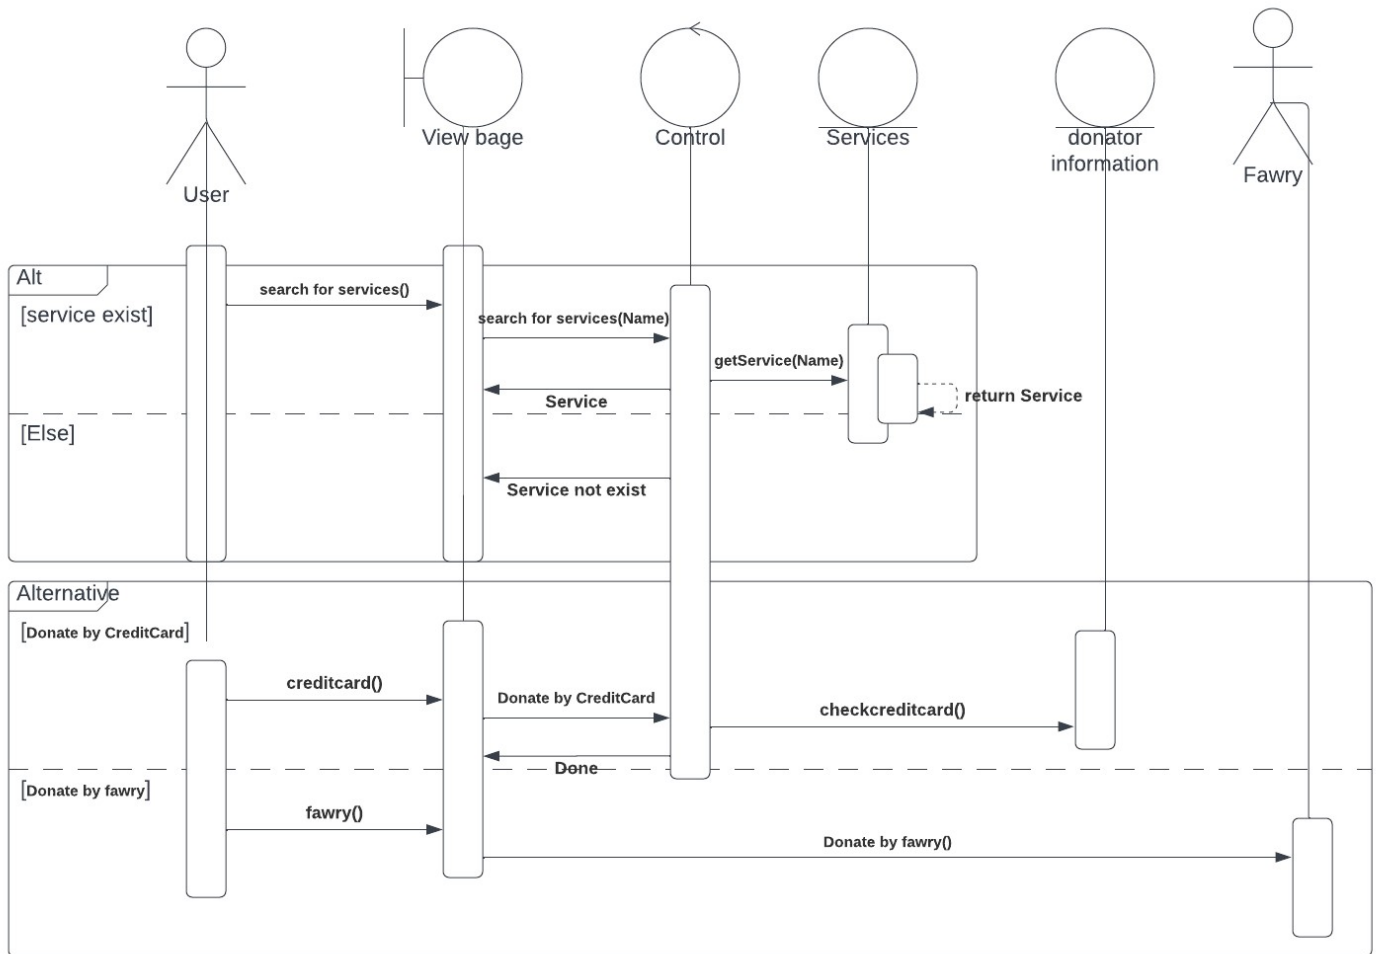 View bage
Control
Services
donator
information
Fawry
User
Alt
[service exist]
search for services()
search for services(Name)
getService(Name)
Service
return Service
[Else]
Service not exist
Alternative
[Donate by CreditCard]
creditcard()
Donate by CreditCard
checkcreditcard()
Done
[Donate by fawry]
fawry()
Donate by fawry()